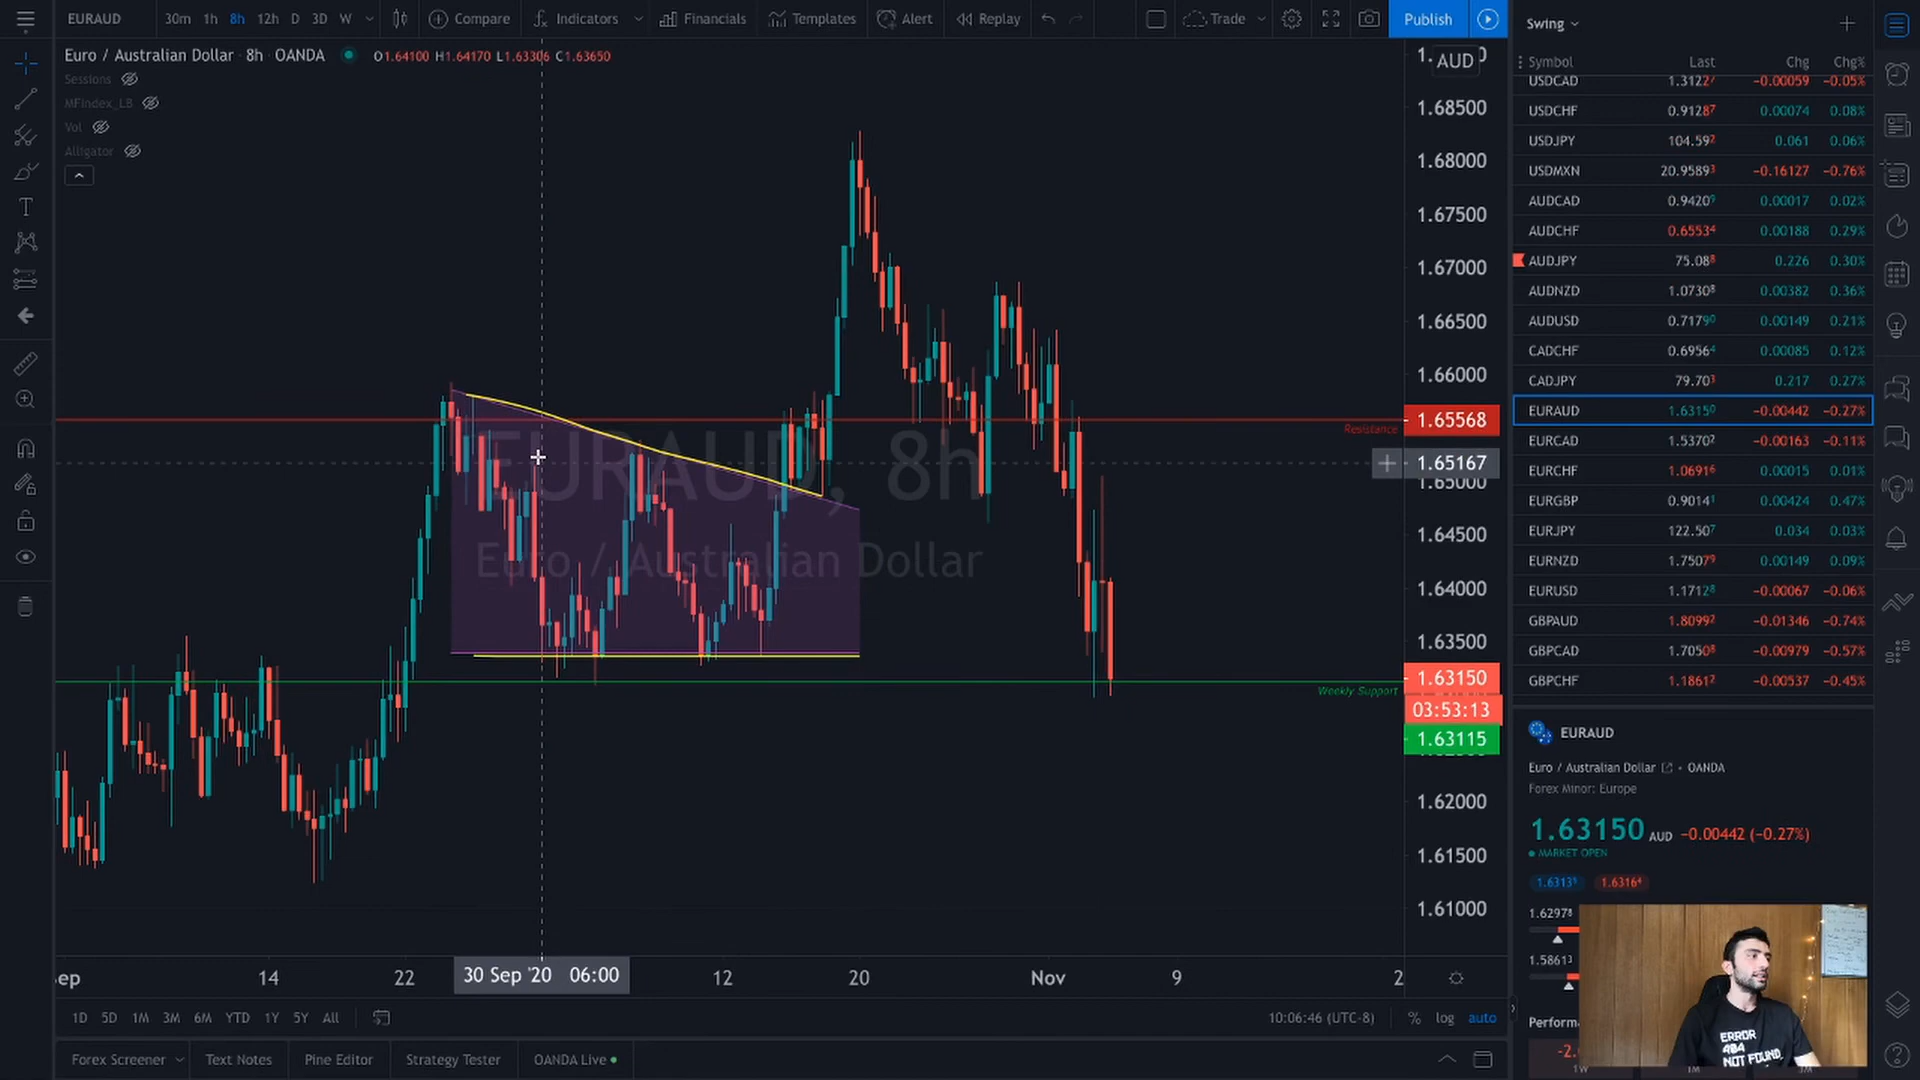 EURAUD 30m 1h 8h 12h D 3D W Compare Indicators Financials Templates Alert Replay Trade Publish
Euro / Australian Dollar 8h OANDA O1.64100 H1.64170 L1.63306 C1.63650
Sessions
MFIndex_LB
Vol
Alligator
EURAUD, 8h
Euro / Australian Dollar
Resistance
Weekly Support
AUD
1.68500
1.68000
1.67500
1.67000
1.66500
1.66000
1.65568
1.65167
1.65000
1.64500
1.64000
1.63500
1.63150
03:53:13
1.63115
1.62000
1.61500
1.61000
14 22 30 Sep '20 06:00 12 20 Nov 9 2
1D 5D 1M 3M 6M YTD 1Y 5Y All 10:06:46 (UTC-8) % log auto
Forex Screener Text Notes Pine Editor Strategy Tester OANDA Live
Swing
Symbol Last Chg Chg%
USDCAD 1.31227 −0.00059 −0.05%
USDCHF 0.91287 0.00074 0.08%
USDJPY 104.592 0.061 0.06%
USDMXN 20.95893 −0.16127 −0.76%
AUDCAD 0.94209 0.00017 0.02%
AUDCHF 0.65534 0.00188 0.29%
AUDJPY 75.088 0.226 0.30%
AUDNZD 1.07308 0.00382 0.36%
AUDUSD 0.71790 0.00149 0.21%
CADCHF 0.69564 0.00085 0.12%
CADJPY 79.703 0.217 0.27%
EURAUD 1.63150 −0.00442 −0.27%
EURCAD 1.53702 −0.00163 −0.11%
EURCHF 1.06916 0.00015 0.01%
EURGBP 0.90141 0.00424 0.47%
EURJPY 122.507 0.034 0.03%
EURNZD 1.75079 0.00149 0.09%
EURUSD 1.17128 −0.00067 −0.06%
GBPAUD 1.80992 −0.01346 −0.74%
GBPCAD 1.70508 −0.00979 −0.57%
GBPCHF 1.18612 −0.00537 −0.45%
EURAUD
Euro / Australian Dollar • OANDA
Forex Minor: Europe
1.63150 AUD −0.00442 (−0.27%)
MARKET OPEN
1.63139 1.63164
1.62978
1.58613
ERROR
404
NOT FOUND
1W 1M 3M